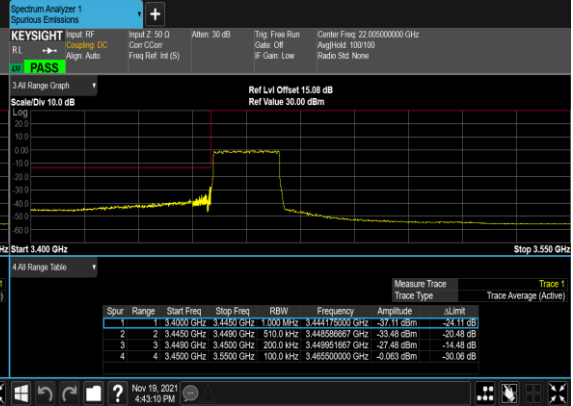 Spectrum Analyzer 1
Spurious Emissions
KEYSIGHT Input: RF Input Z: 50 Ω Atten: 30 dB Trig: Free Run Center Freq: 22.005000000 GHz
RL Coupling: DC Corr CCorr Gate: Off Avg|Hold: 100/100
Align: Auto Freq Ref: Int (S) IF Gain: Low Radio Std: None
PASS
3 All Range Graph
Ref Lvl Offset 15.08 dB
Scale/Div 10.0 dB Ref Value 30.00 dBm
Log
20.0
10.0
0.00
-10.0
-20.0
-30.0
-40.0
-50.0
-60.0
Hz Start 3.400 GHz Stop 3.550 GHz
4 All Range Table
Measure Trace Trace 1
Trace Type Trace Average (Active)
Spur Range Start Freq Stop Freq RBW Frequency Amplitude ΔLimit
1 1 3.4000 GHz 3.4450 GHz 1.000 MHz 3.444175000 GHz -37.11 dBm -24.11 dB
2 2 3.4450 GHz 3.4490 GHz 510.0 kHz 3.448586667 GHz -33.48 dBm -20.48 dB
3 3 3.4490 GHz 3.4500 GHz 200.0 kHz 3.449951667 GHz -27.48 dBm -14.48 dB
4 4 3.4500 GHz 3.5500 GHz 100.0 kHz 3.465500000 GHz -0.063 dBm -30.06 dB
Nov 19, 2021
4:43:10 PM